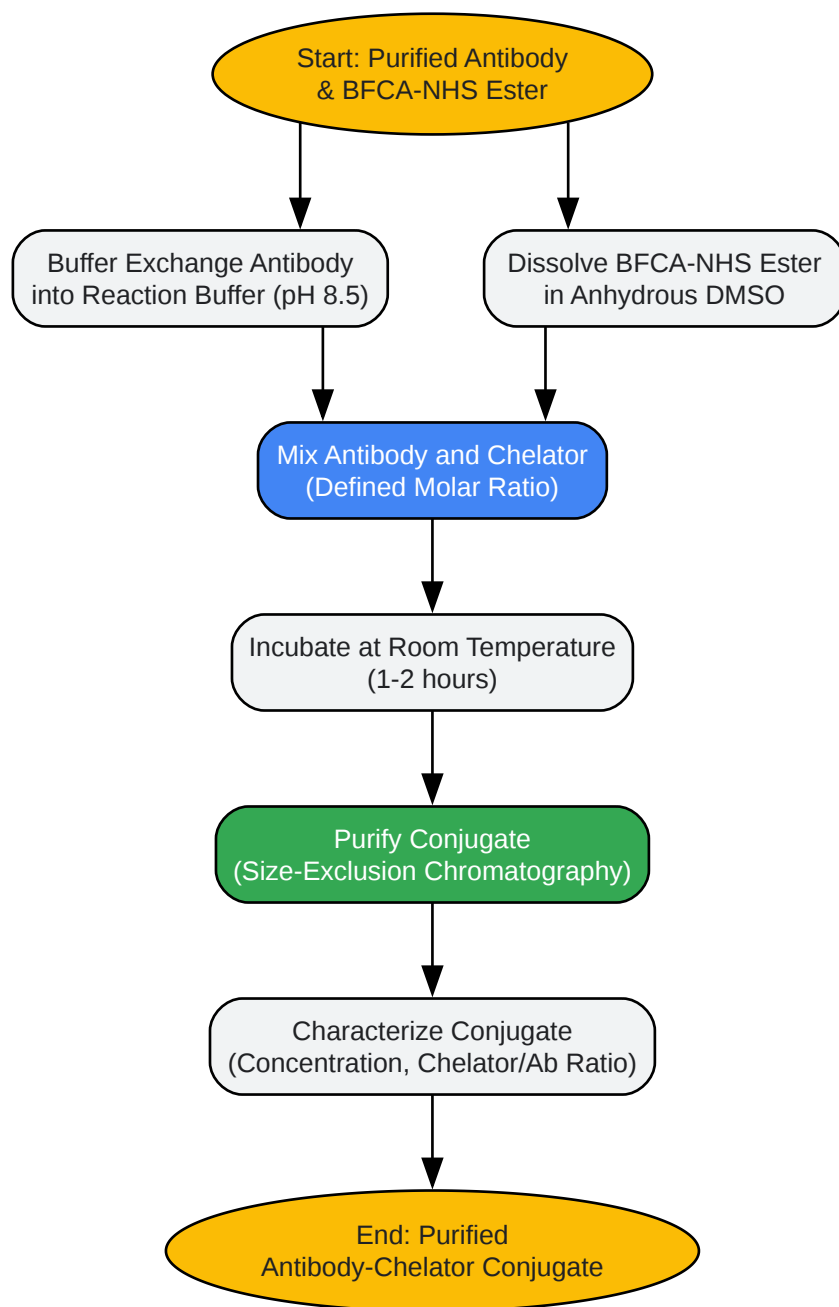 Start: Purified Antibody
& BFCA-NHS Ester
Buffer Exchange Antibody
into Reaction Buffer (pH 8.5)
Dissolve BFCA-NHS Ester
in Anhydrous DMSO
Mix Antibody and Chelator
(Defined Molar Ratio)
Incubate at Room Temperature
(1-2 hours)
Purify Conjugate
(Size-Exclusion Chromatography)
Characterize Conjugate
(Concentration, Chelator/Ab Ratio)
End: Purified
Antibody-Chelator Conjugate